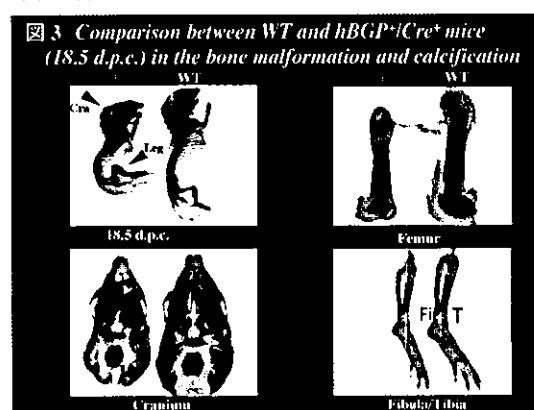 図 3 Comparison between WT and hBGP⁺/Cre⁺ mice
(18.5 d.p.c.) in the bone malformation and calcification
WT
WT
Cra
Leg
18.5 d.p.c.
Femur
Fi T
Cranium
Fibula/Tibia